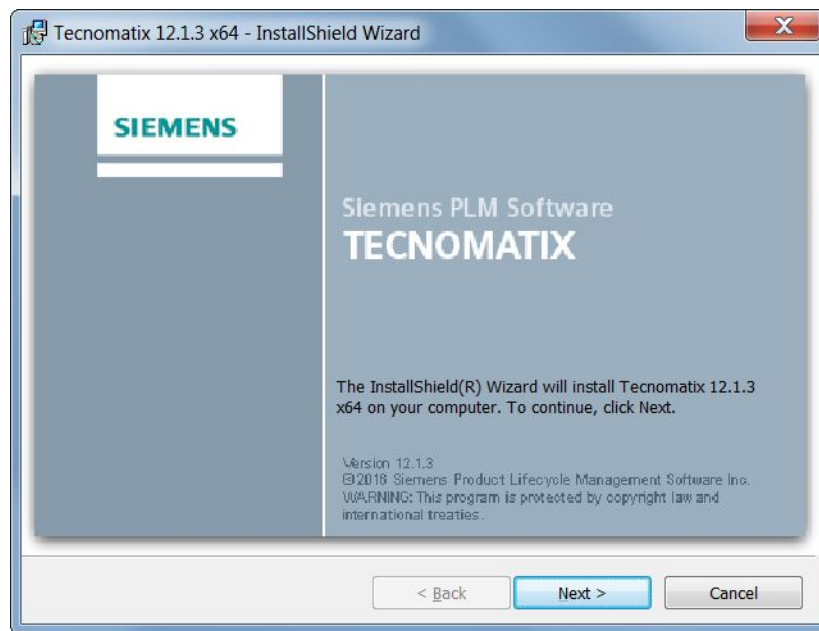 Tecnomatix 12.1.3 x64 - InstallShield Wizard
SIEMENS
Siemens PLM Software
TECNOMATIX
The InstallShield(R) Wizard will install Tecnomatix 12.1.3
x64 on your computer. To continue, click Next.
Version 12.1.3
©2016 Siemens Product Lifecycle Management Software Inc.
WARNING: This program is protected by copyright law and
international treaties.
< Back
Next >
Cancel